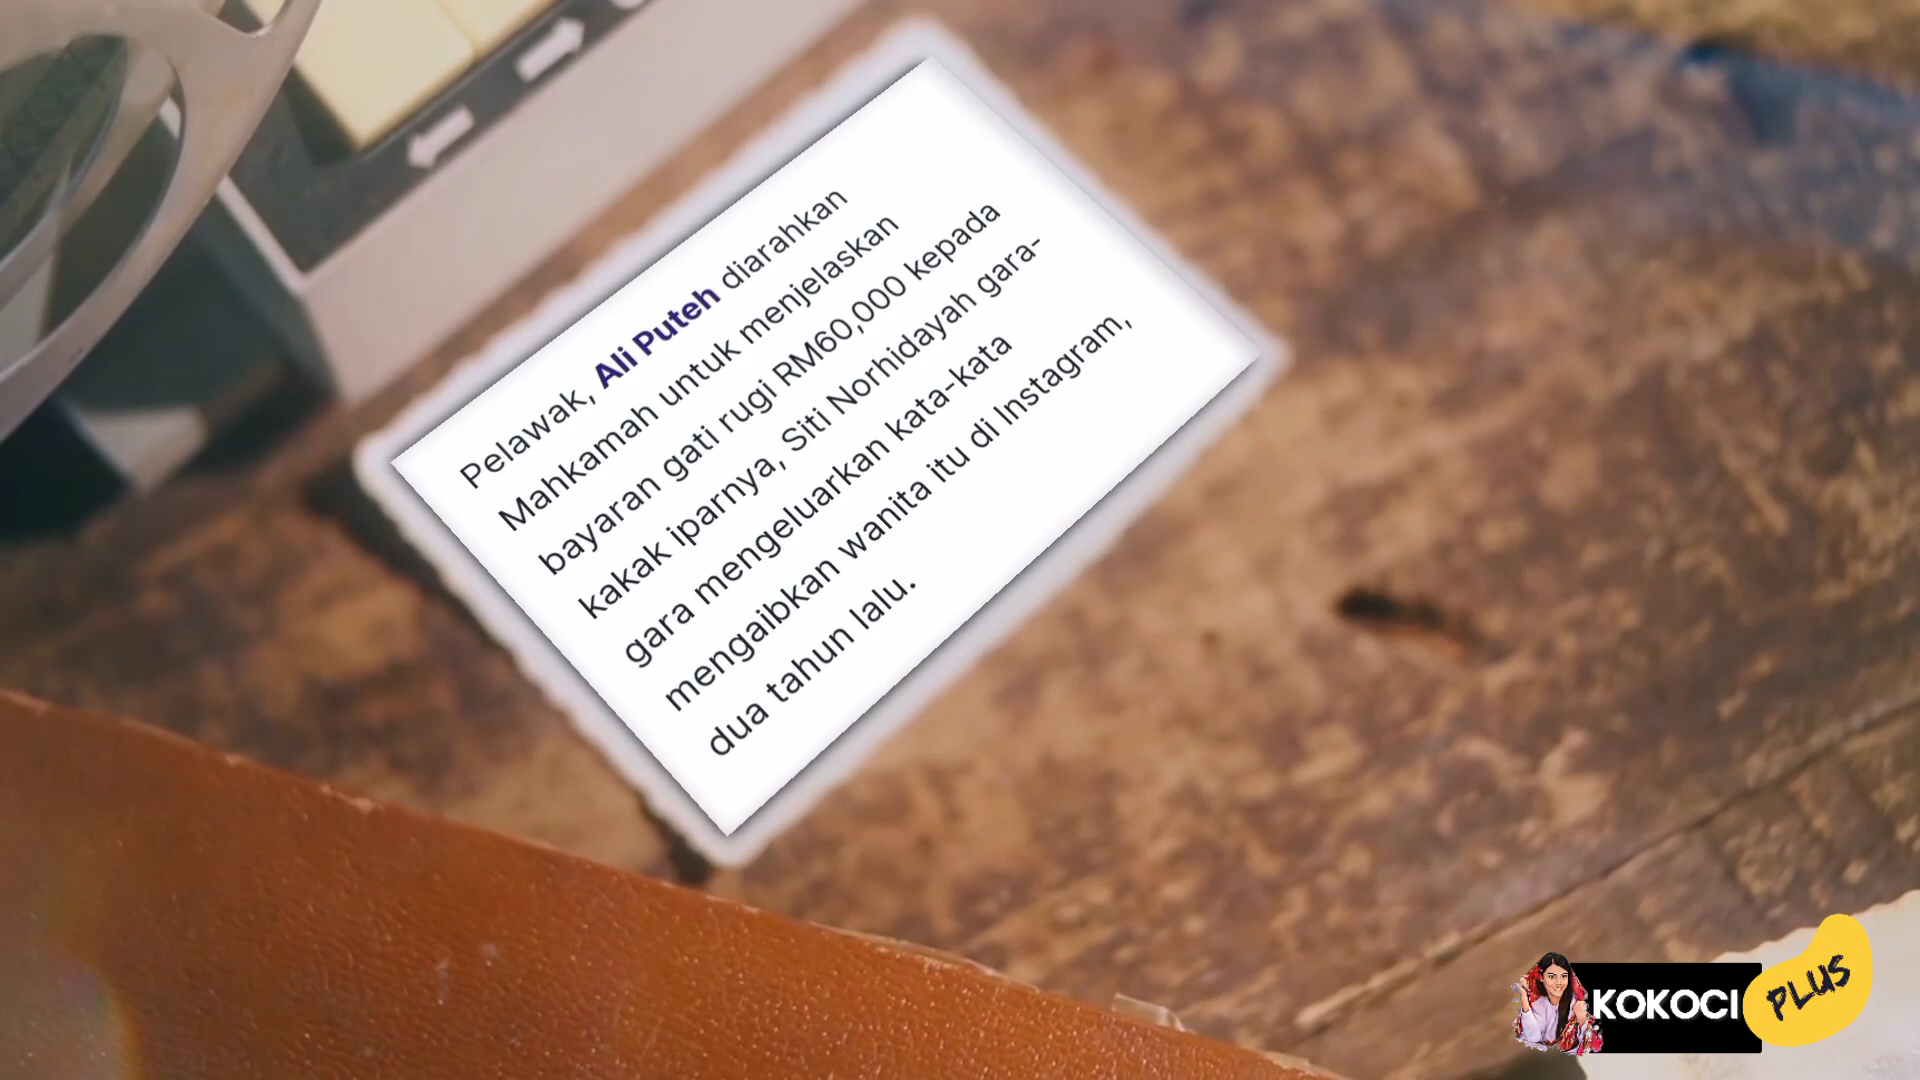 Pelawak, Ali Puteh diarahkan
Mahkamah untuk menjelaskan
bayaran gati rugi RM60,000 kepada
kakak iparnya, Siti Norhidayah gara-
gara mengeluarkan kata-kata
mengaibkan wanita itu di Instagram,
dua tahun lalu.
KOKOCI
PLUS